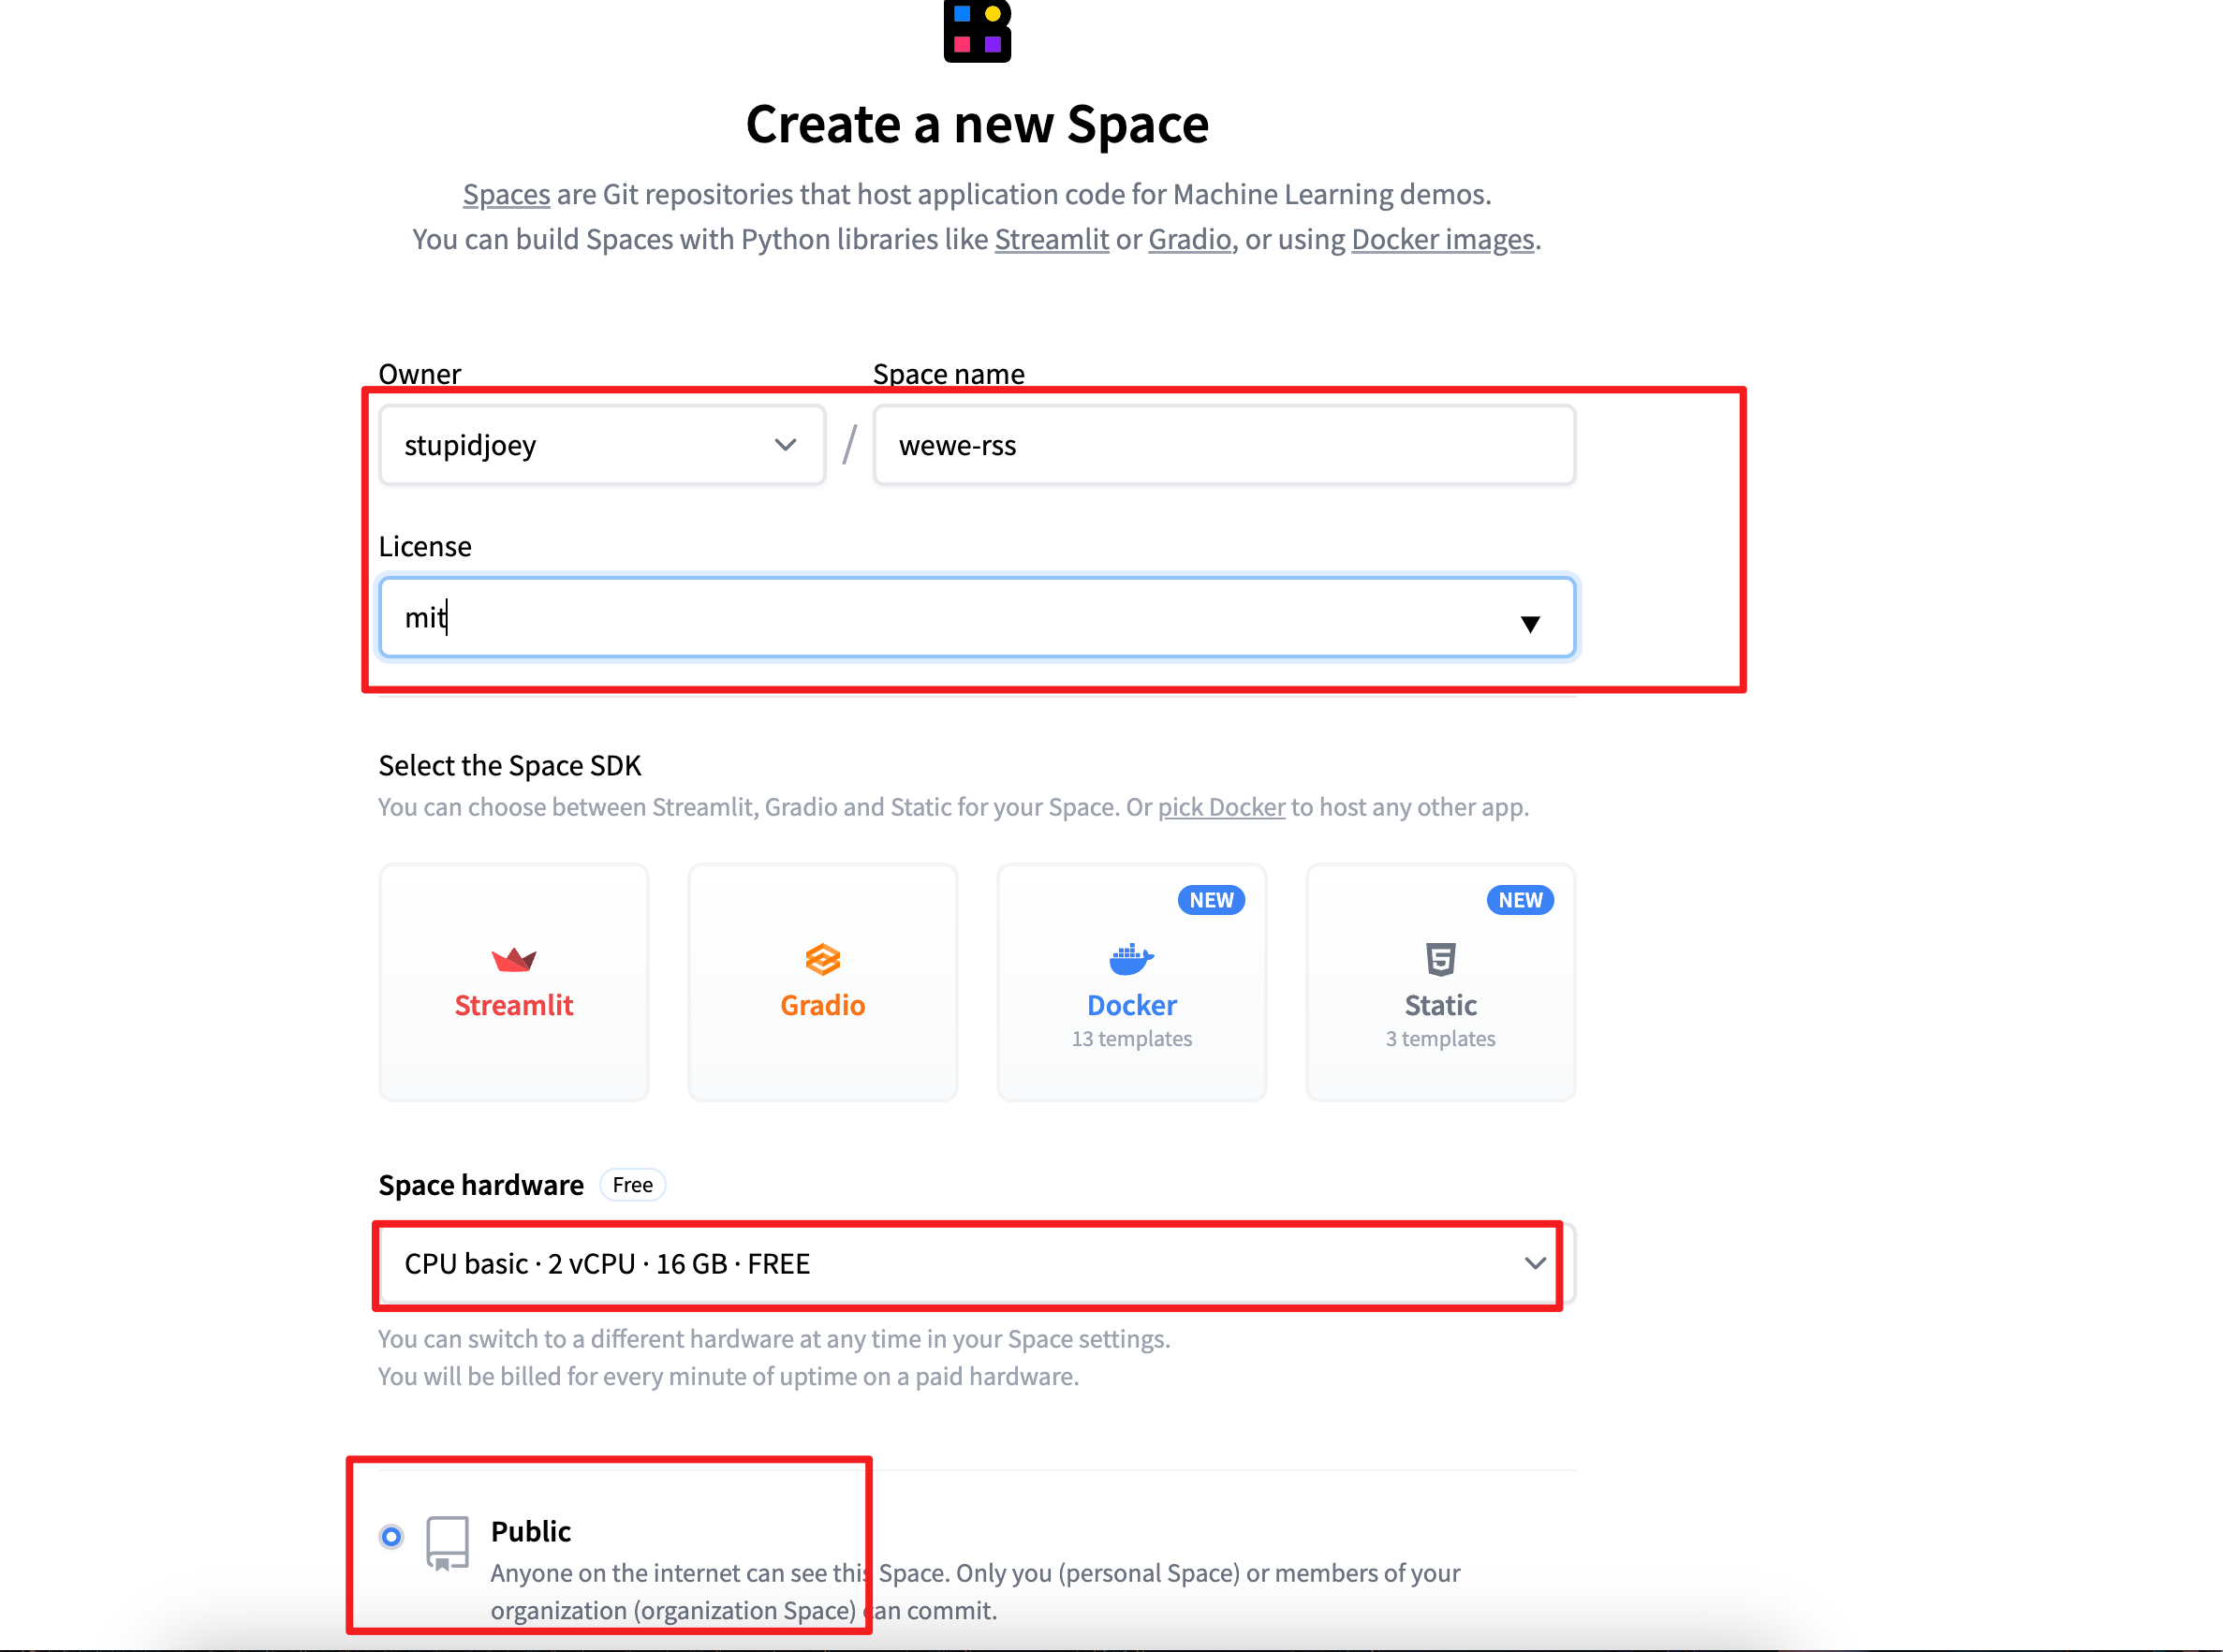 Create a new Space
Spaces are Git repositories that host application code for Machine Learning demos.
You can build Spaces with Python libraries like Streamlit or Gradio, or using Docker images.
Owner
Space name
stupidjoey
/
wewe-rss
License
mit
Select the Space SDK
You can choose between Streamlit, Gradio and Static for your Space. Or pick Docker to host any other app.
Streamlit
Gradio
NEW
Docker
13 templates
NEW
Static
3 templates
Space hardware Free
CPU basic · 2 vCPU · 16 GB · FREE
You can switch to a different hardware at any time in your Space settings.
You will be billed for every minute of uptime on a paid hardware.
Public
Anyone on the internet can see this Space. Only you (personal Space) or members of your
organization (organization Space) can commit.